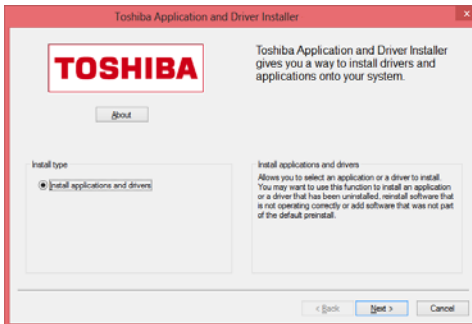 Toshiba Application and Driver Installer
x
TOSHIBA
Toshiba Application and Driver Installer
gives you a way to install drivers and
applications onto your system.
About
Install type
Install applications and drivers
Install applications and drivers
Allows you to select an application or a driver to install.
You may want to use this function to install an application
or a driver that has been uninstalled, reinstall software that
is not operating correctly or add software that was not part
of the default preinstall.
< Back
Next >
Cancel